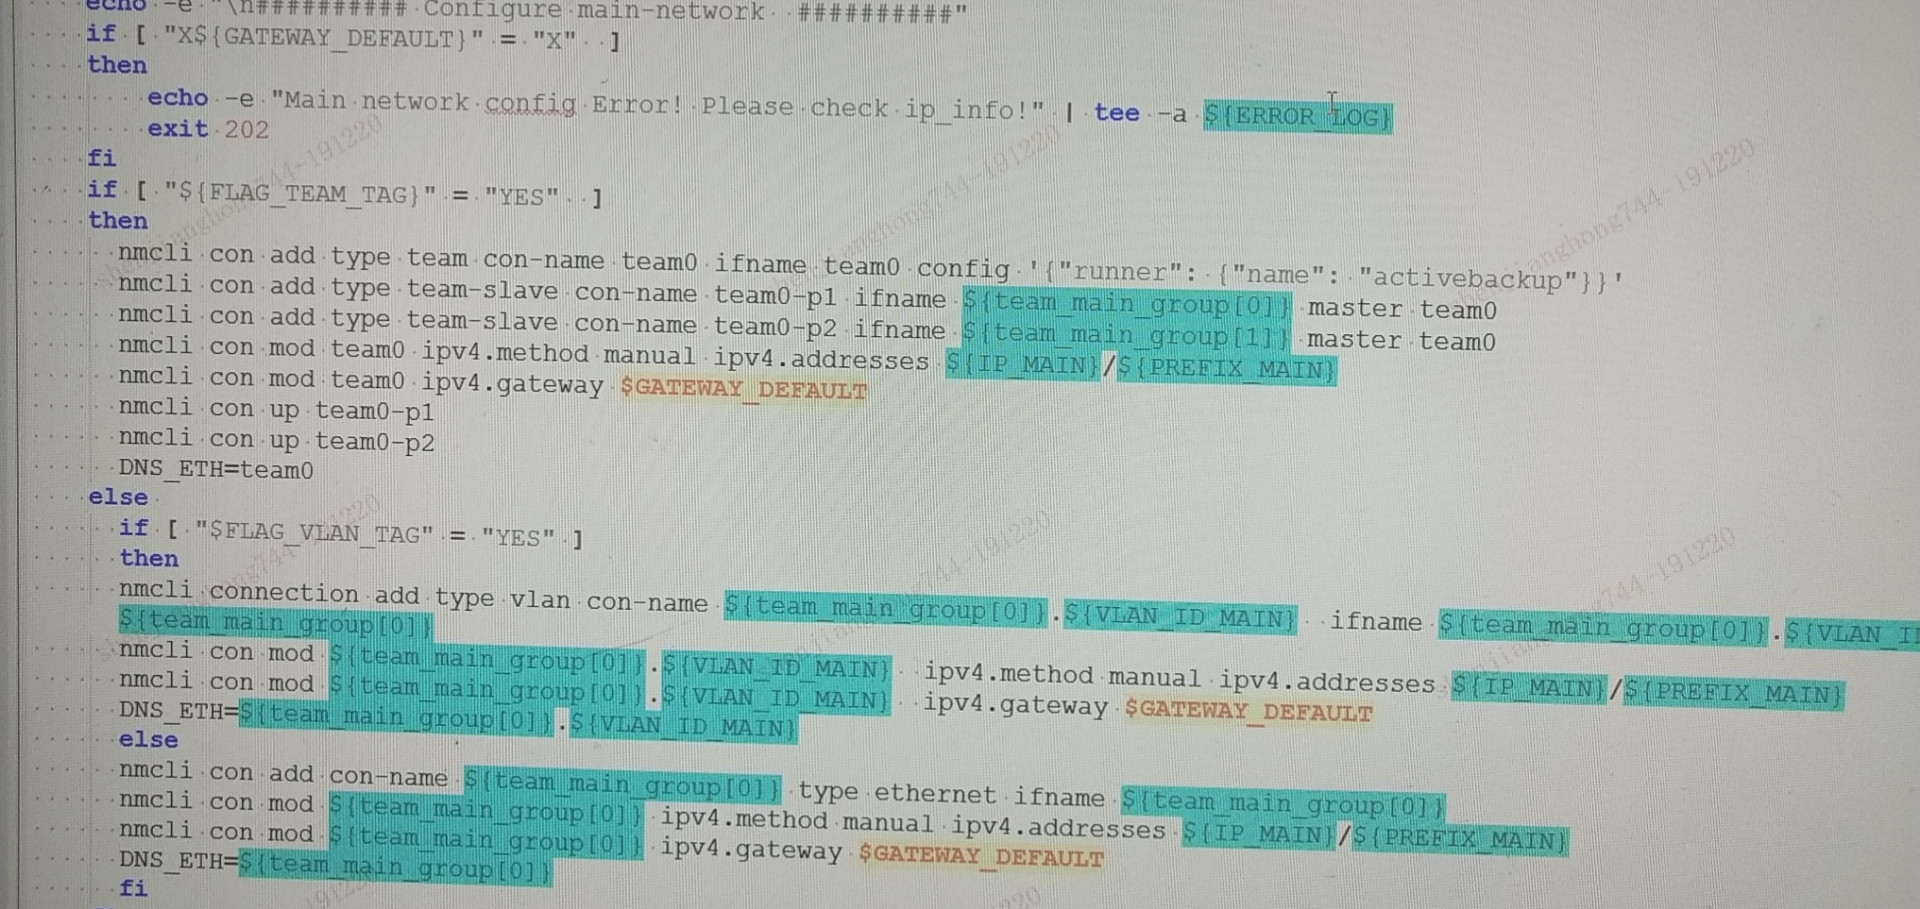 echo -e "\n########## Configure main-network  ##########"
if [ "X${GATEWAY_DEFAULT}" = "X"  ]
then
echo -e "Main network config Error! Please check ip_info!" | tee -a ${ERROR_LOG}
exit 202
fi
if [ "${FLAG_TEAM_TAG}" = "YES"  ]
then
nmcli con add type team con-name team0 ifname team0 config '{"runner": {"name": "activebackup"}}'
nmcli con add type team-slave con-name team0-p1 ifname ${team_main_group[0]} master team0
nmcli con add type team-slave con-name team0-p2 ifname ${team_main_group[1]} master team0
nmcli con mod team0 ipv4.method manual ipv4.addresses ${IP_MAIN}/${PREFIX_MAIN}
nmcli con mod team0 ipv4.gateway $GATEWAY_DEFAULT
nmcli con up team0-p1
nmcli con up team0-p2
DNS_ETH=team0
else
if [ "$FLAG_VLAN_TAG" = "YES" ]
then
nmcli connection add type vlan con-name ${team_main_group[0]}.${VLAN_ID_MAIN}  ifname ${team_main_group[0]}.${VLAN_I
${team_main_group[0]}
nmcli con mod ${team_main_group[0]}.${VLAN_ID_MAIN}  ipv4.method manual ipv4.addresses ${IP_MAIN}/${PREFIX_MAIN}
nmcli con mod ${team_main_group[0]}.${VLAN_ID_MAIN}  ipv4.gateway $GATEWAY_DEFAULT
DNS_ETH=${team_main_group[0]}.${VLAN_ID_MAIN}
else
nmcli con add con-name ${team_main_group[0]} type ethernet ifname ${team_main_group[0]}
nmcli con mod ${team_main_group[0]} ipv4.method manual ipv4.addresses ${IP_MAIN}/${PREFIX_MAIN}
nmcli con mod ${team_main_group[0]} ipv4.gateway $GATEWAY_DEFAULT
DNS_ETH=${team_main_group[0]}
fi